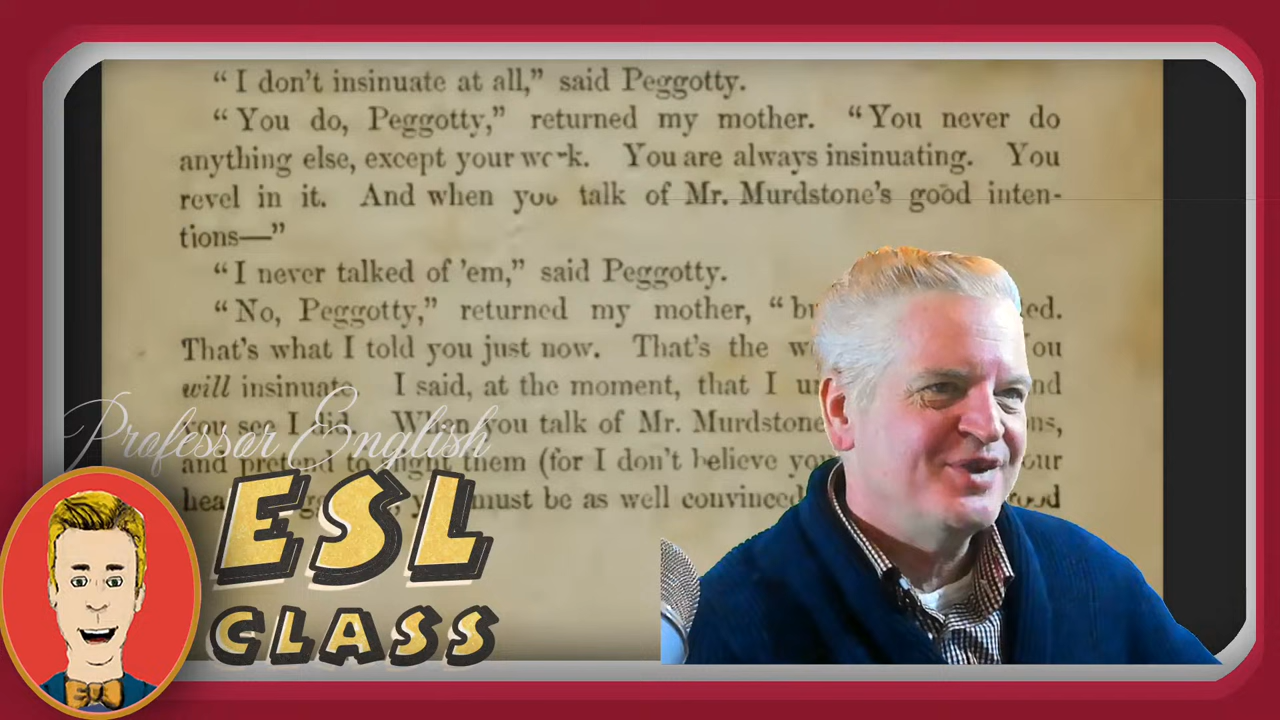 “I don’t insinuate at all,” said Peggotty.
“You do, Peggotty,” returned my mother. “You never do
anything else, except your work. You are always insinuating. You
revel in it. And when you talk of Mr. Murdstone’s good inten-
tions—”
“I never talked of ’em,” said Peggotty.
“No, Peggotty,” returned my mother,
That’s what I told you just now. That’s the
will insinuate. I said, at the moment, that I
you see I did. When you talk of Mr. Murdstone
and pretend to them (for I don’t believe you
must be as well convinced
Professor English
ESL
CLASS